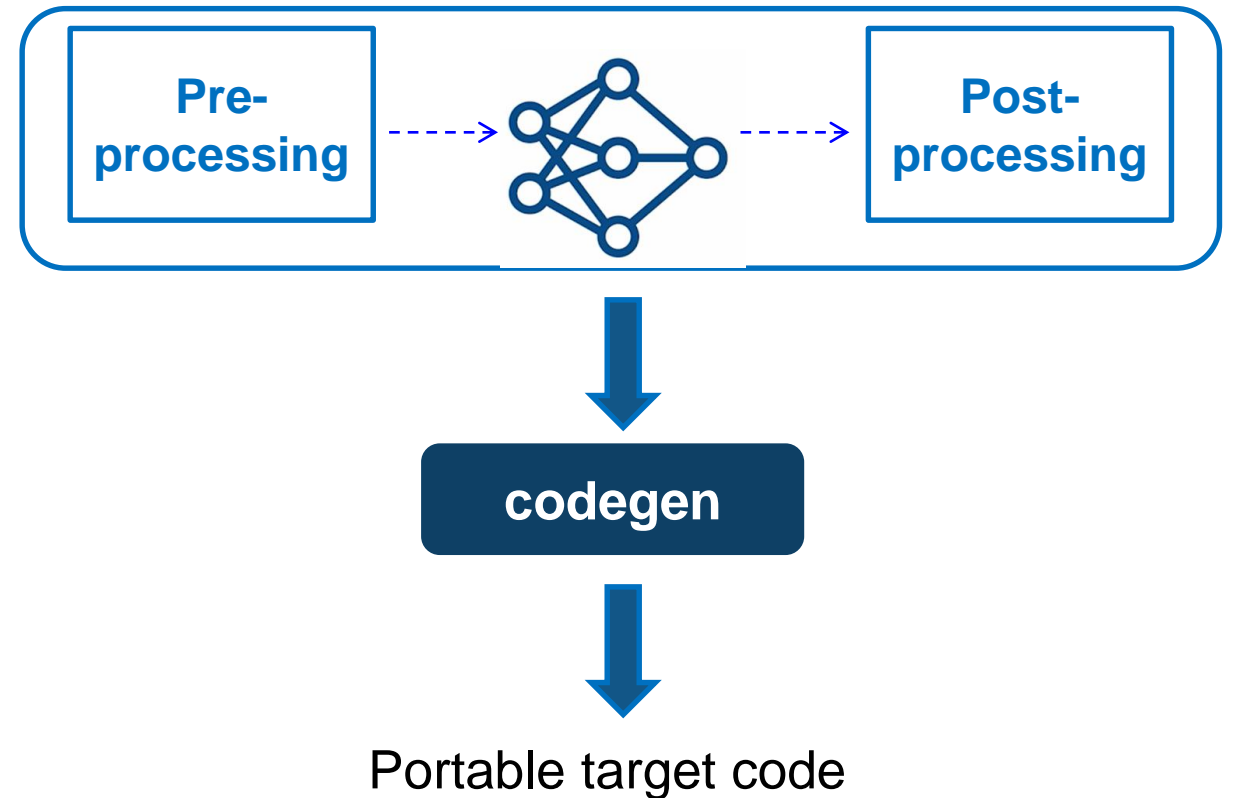 Pre-
processing
Post-
processing
codegen
Portable target code